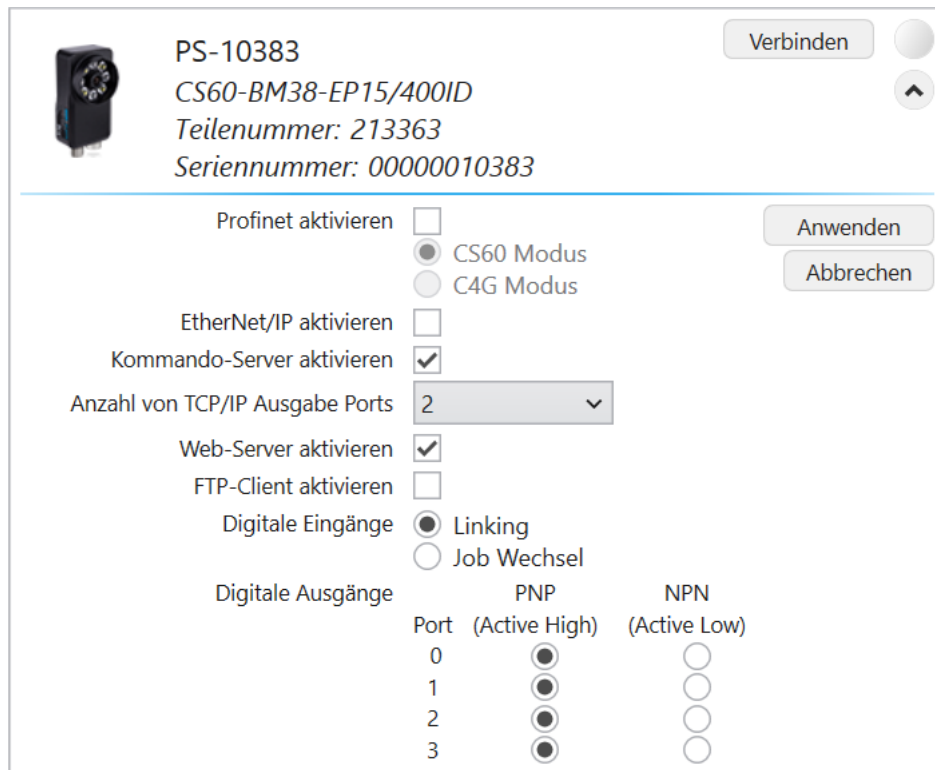 PS-10383
Verbinden
CS60-BM38-EP15/400ID
Teilenummer: 213363
Seriennummer: 00000010383
Profinet aktivieren
Anwenden
CS60 Modus
Abbrechen
C4G Modus
EtherNet/IP aktivieren
Kommando-Server aktivieren
Anzahl von TCP/IP Ausgabe Ports 2
Web-Server aktivieren
FTP-Client aktivieren
Digitale Eingänge Linking
Job Wechsel
Digitale Ausgänge PNP NPN
Port (Active High) (Active Low)
0
1
2
3